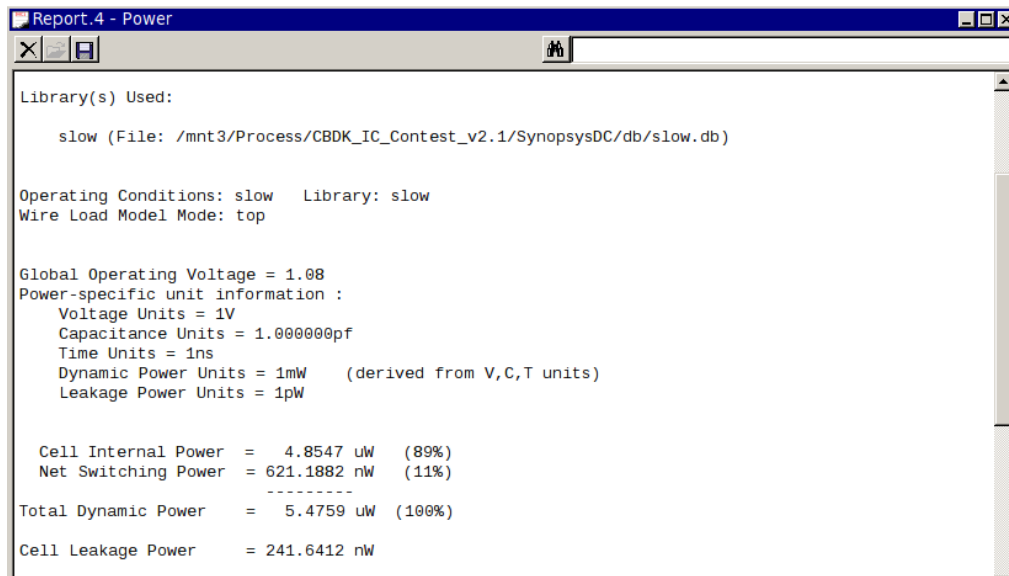 Report.4 - Power
Library(s) Used:
slow (File: /mnt3/Process/CBDK_IC_Contest_v2.1/SynopsysDC/db/slow.db)
Operating Conditions: slow   Library: slow
Wire Load Model Mode: top
Global Operating Voltage = 1.08
Power-specific unit information :
    Voltage Units = 1V
    Capacitance Units = 1.000000pf
    Time Units = 1ns
    Dynamic Power Units = 1mW    (derived from V,C,T units)
    Leakage Power Units = 1pW
  Cell Internal Power  =   4.8547 uW   (89%)
  Net Switching Power  = 621.1882 nW   (11%)
                         ---------
Total Dynamic Power    =   5.4759 uW  (100%)
Cell Leakage Power     = 241.6412 nW